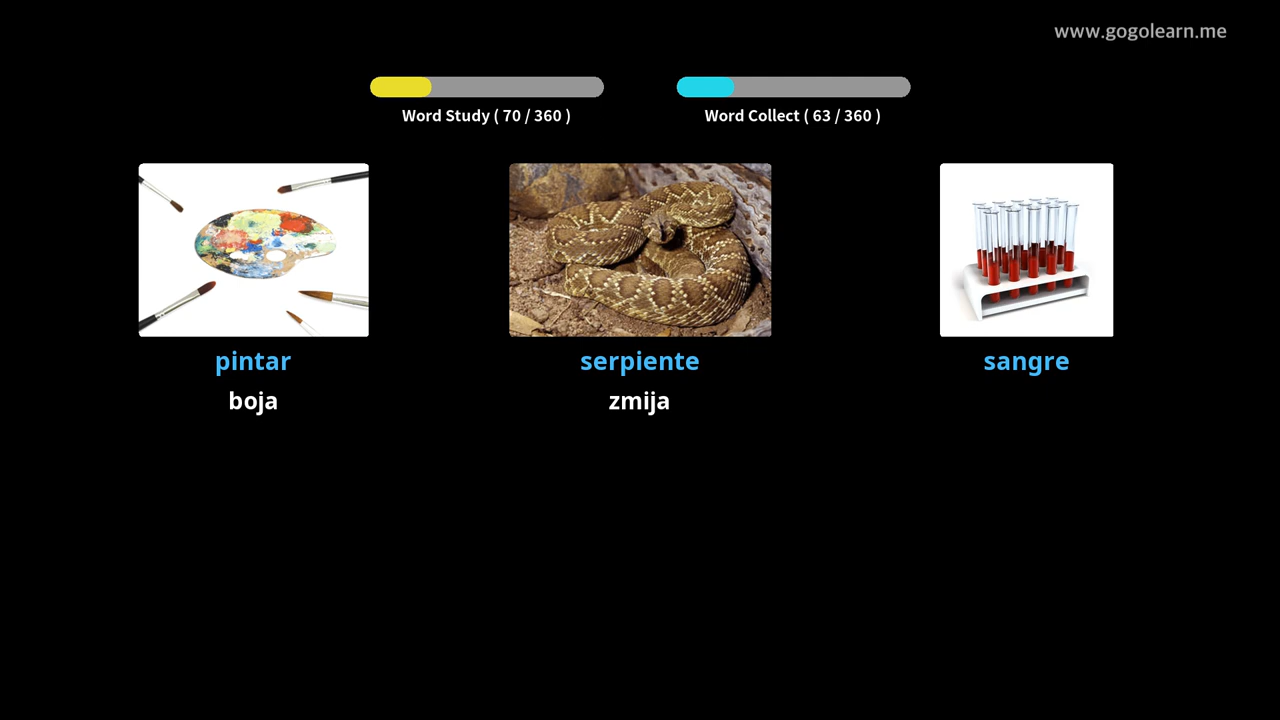 www.gogolearn.me
Word Study ( 70 / 360 )
Word Collect ( 63 / 360 )
pintar
boja
serpiente
zmija
sangre